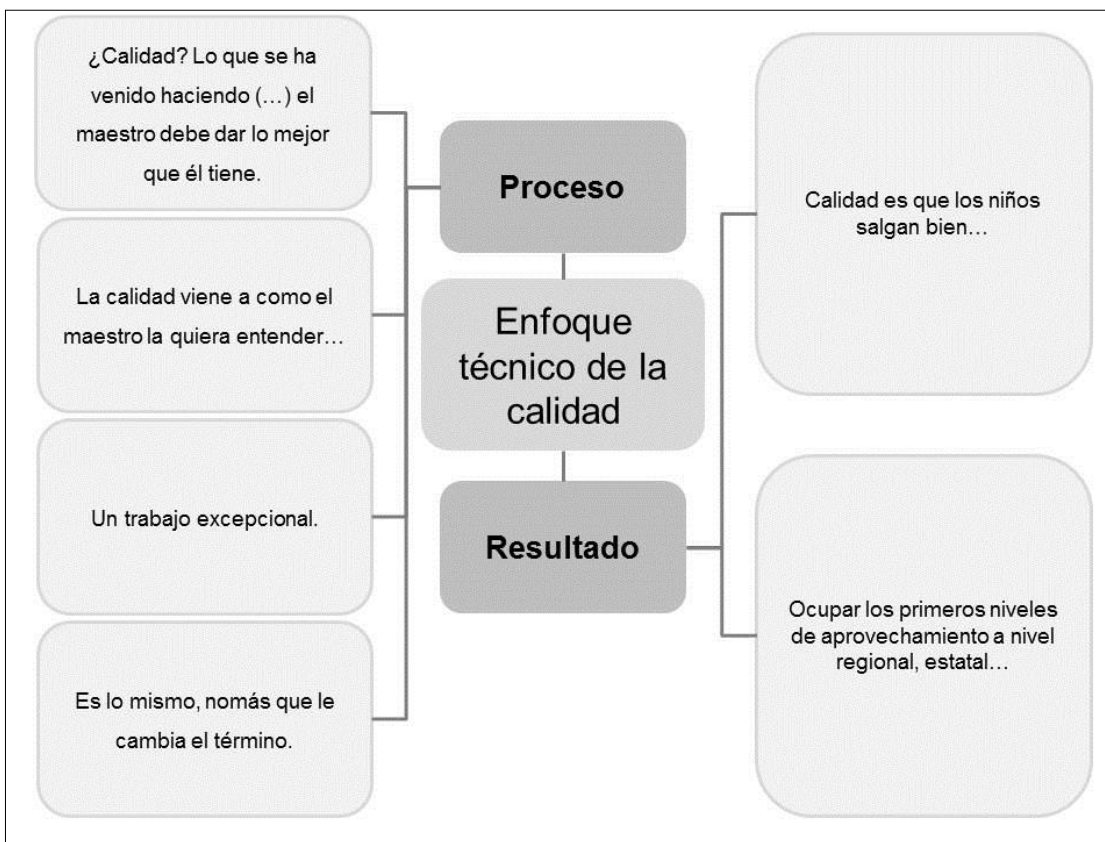 ¿Calidad? Lo que se ha
venido haciendo (…) el
maestro debe dar lo mejor
que él tiene.
La calidad viene a como el
maestro la quiera entender…
Un trabajo excepcional.
Es lo mismo, nomás que le
cambia el término.
Proceso
Enfoque
técnico de la
calidad
Resultado
Calidad es que los niños
salgan bien…
Ocupar los primeros niveles
de aprovechamiento a nivel
regional, estatal…